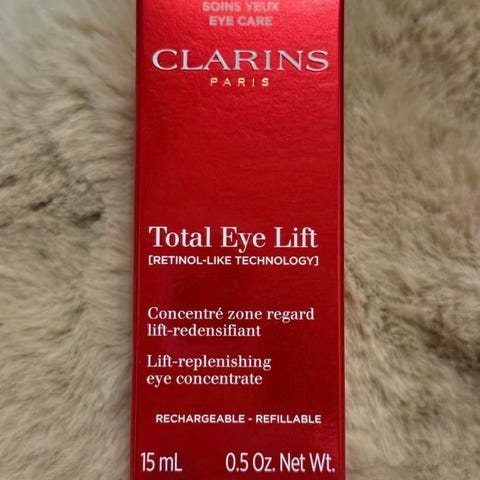 SOINS YEUX
EYE CARE
CLARINS
PARIS
Total Eye Lift
[RETINOL-LIKE TECHNOLOGY]
Concentré zone regard
lift-redensifiant
Lift-replenishing
eye concentrate
RECHARGEABLE - REFILLABLE
15 mL 0.5 Oz. Net Wt.